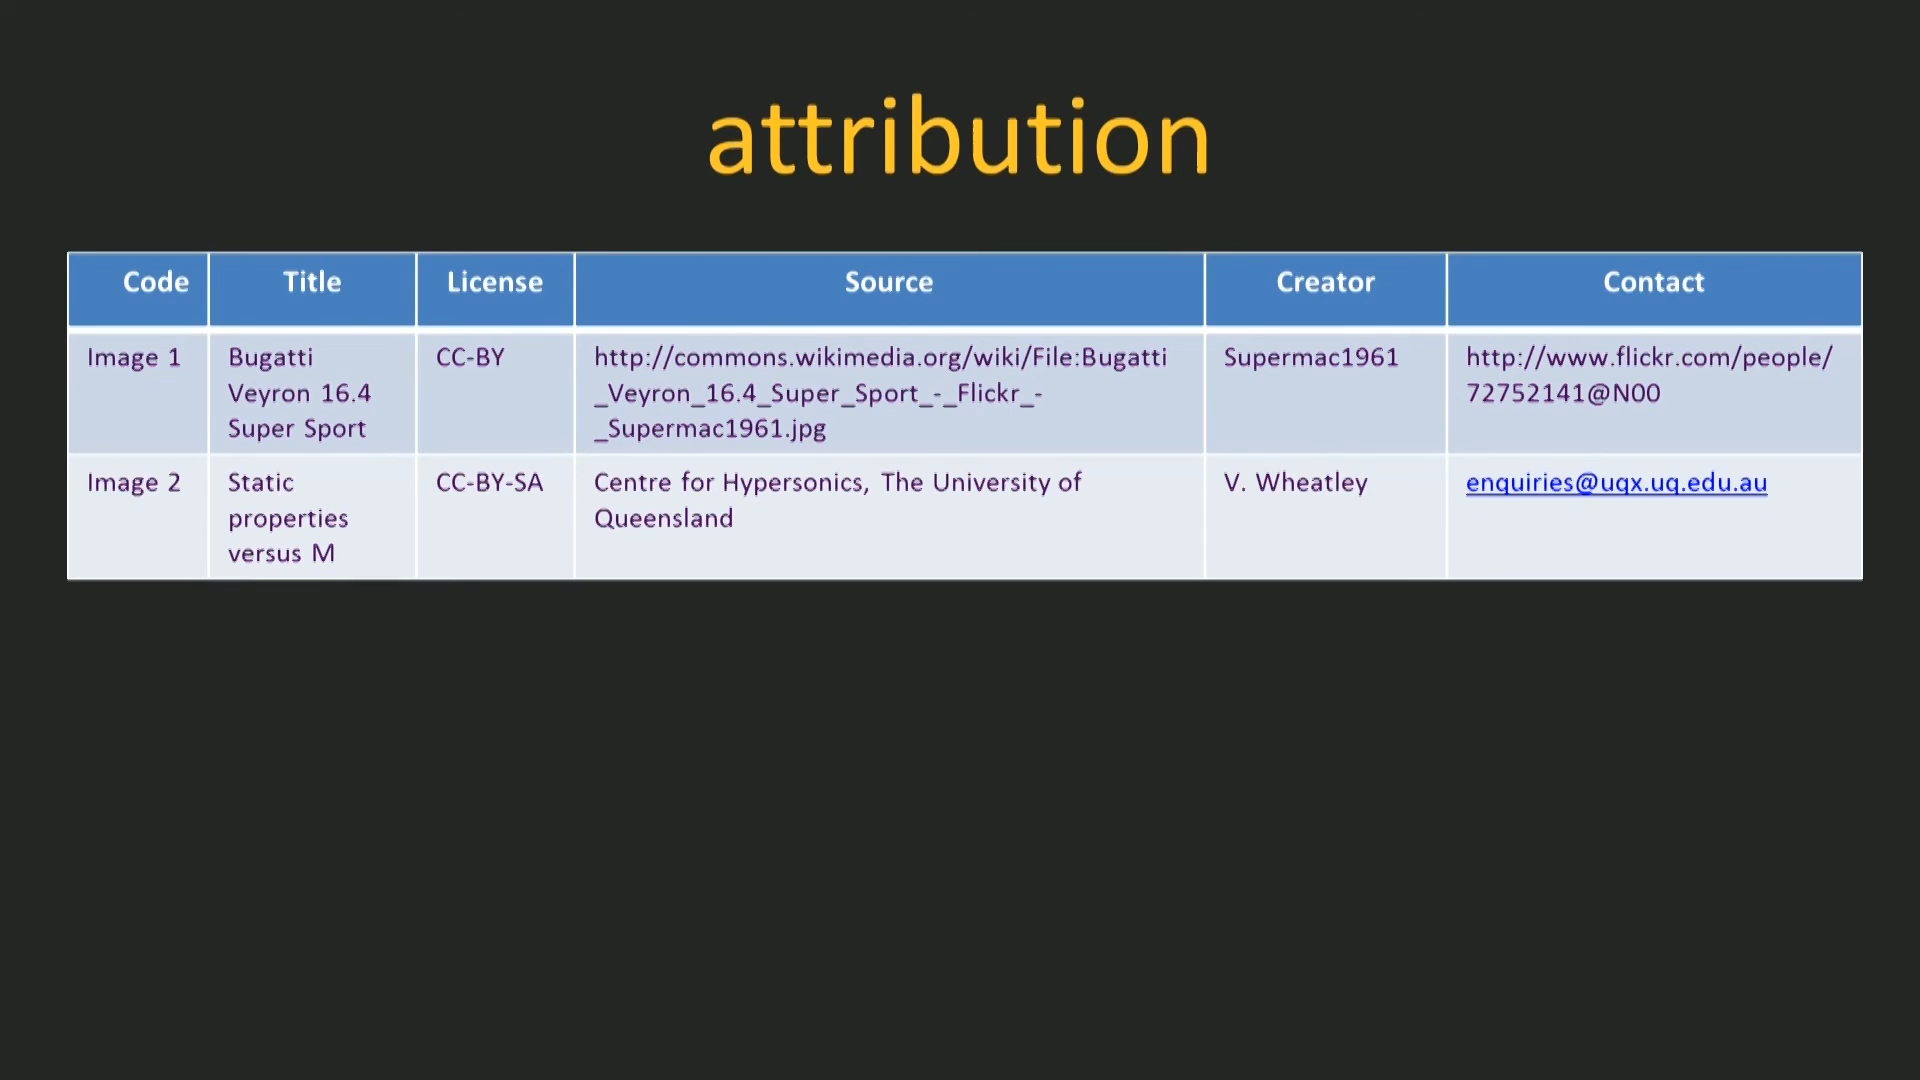 attribution
Code Title License Source Creator Contact
Image 1 Bugatti CC-BY http://commons.wikimedia.org/wiki/File:Bugatti Supermac1961 http://www.flickr.com/people/
Veyron 16.4 _Veyron_16.4_Super_Sport_-_Flickr_- 72752141@N00
Super Sport _Supermac1961.jpg
Image 2 Static CC-BY-SA Centre for Hypersonics, The University of V. Wheatley enquiries@uqx.uq.edu.au
properties Queensland
versus M